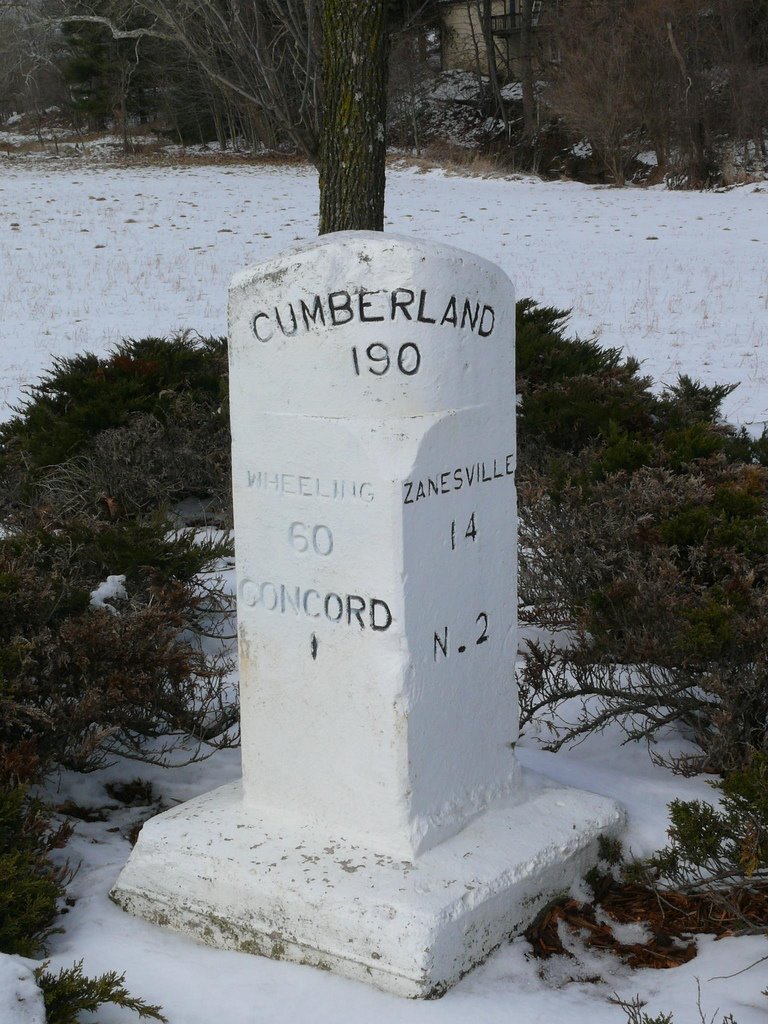 CUMBERLAND
190
WHEELING
60
CONCORD
1
ZANESVILLE
14
N. 2